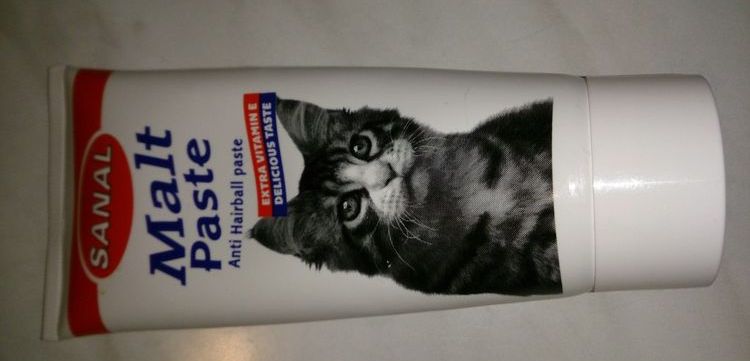 SANAL
Malt
Paste
Anti Hairball paste
EXTRA VITAMIN E
DELICIOUS TASTE